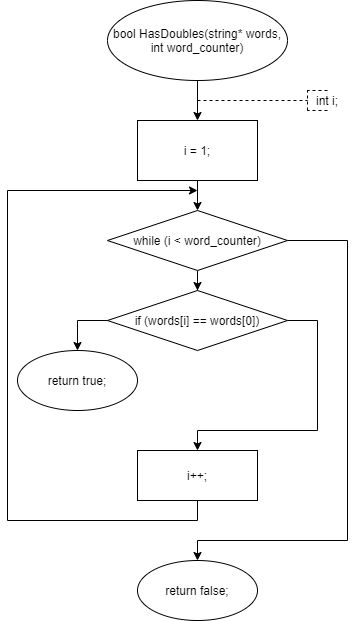 bool HasDoubles(string* words,
int word_counter)
int i;
i = 1;
while (i < word_counter)
if (words[i] == words[0])
return true;
i++;
return false;